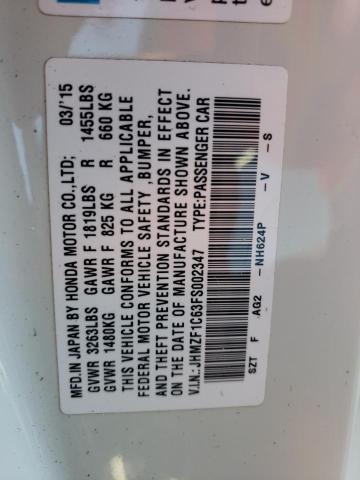 MFD. IN JAPAN BY HONDA MOTOR CO.,LTD; 03/'15
GVWR 3263LBS GAWR F 1819LBS R 1455LBS
GVWR 1480KG GAWR F 825 KG R 660 KG
THIS VEHICLE CONFORMS TO ALL APPLICABLE
FEDERAL MOTOR VEHICLE SAFETY ,BUMPER,
AND THEFT PREVENTION STANDARDS IN EFFECT
ON THE DATE OF MANUFACTURE SHOWN ABOVE.
V.I.N.:JHMZF1C63FS002347 TYPE:PASSENGER CAR
SZT F AG2 -NH624P -V -S